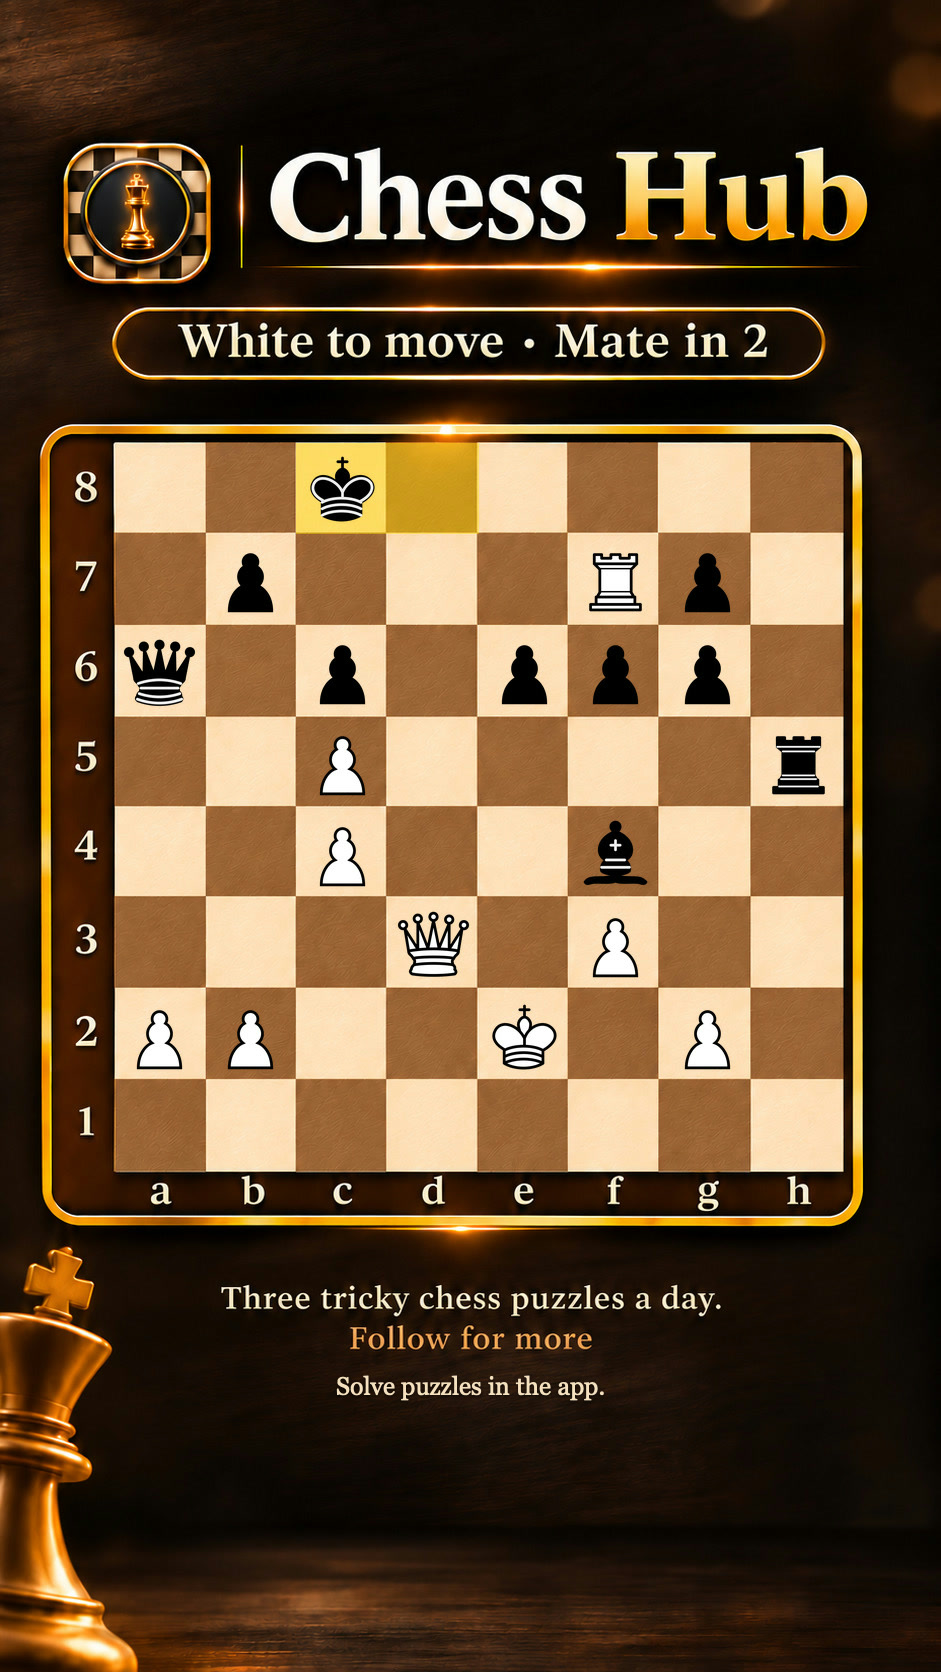 Chess Hub
White to move • Mate in 2
8
7
6
5
4
3
2
1
a b c d e f g h
Three tricky chess puzzles a day.
Follow for more
Solve puzzles in the app.